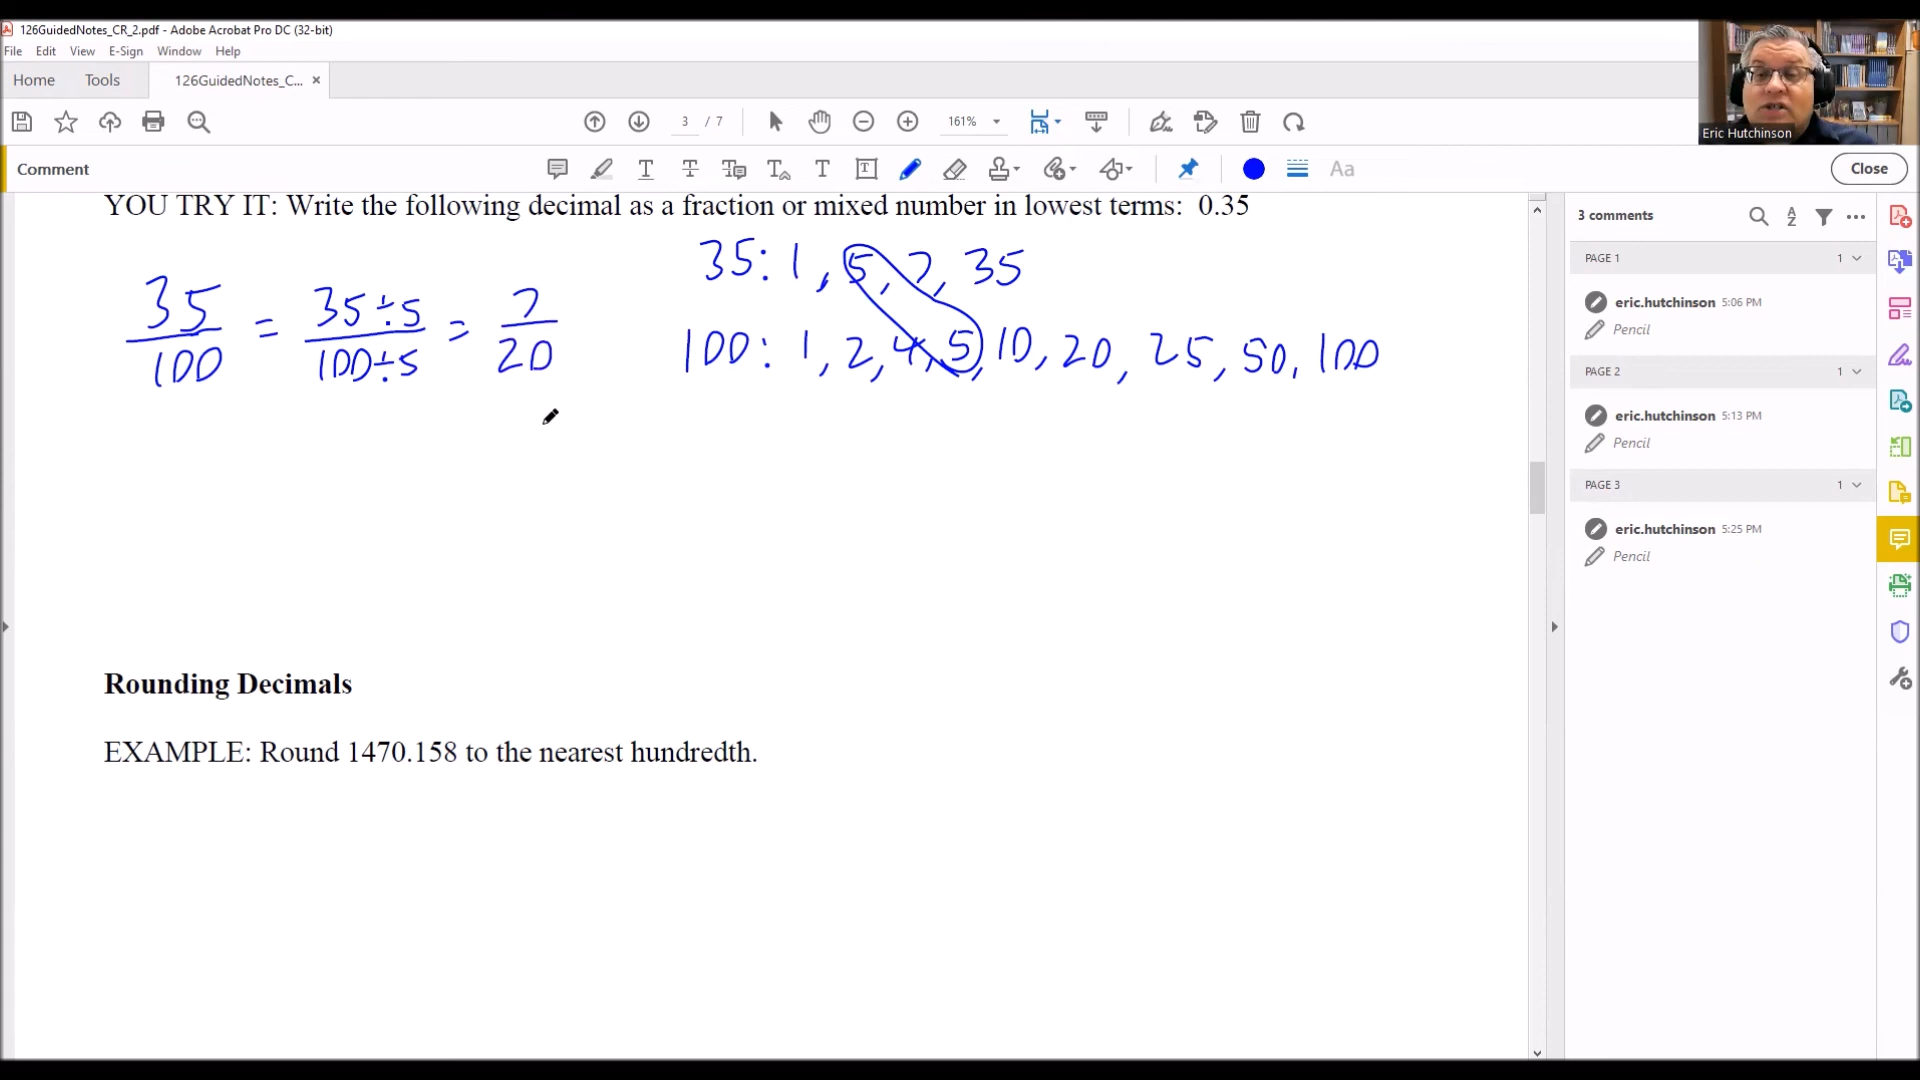 126GuidedNotes_CR_2.pdf - Adobe Acrobat Pro DC (32-bit)
File Edit View E-Sign Window Help
Home Tools 126GuidedNotes_C... ×
3 / 7 161%
Eric Hutchinson
Comment
Aa
Close
YOU TRY IT: Write the following decimal as a fraction or mixed number in lowest terms: 0.35
35/100 = 35÷5/100÷5 = 7/20
35: 1, 5, 7, 35
100: 1, 2, 4, 5, 10, 20, 25, 50, 100
Rounding Decimals
EXAMPLE: Round 1470.158 to the nearest hundredth.
3 comments
PAGE 1 1
eric.hutchinson 5:06 PM
Pencil
PAGE 2 1
eric.hutchinson 5:13 PM
Pencil
PAGE 3 1
eric.hutchinson 5:25 PM
Pencil